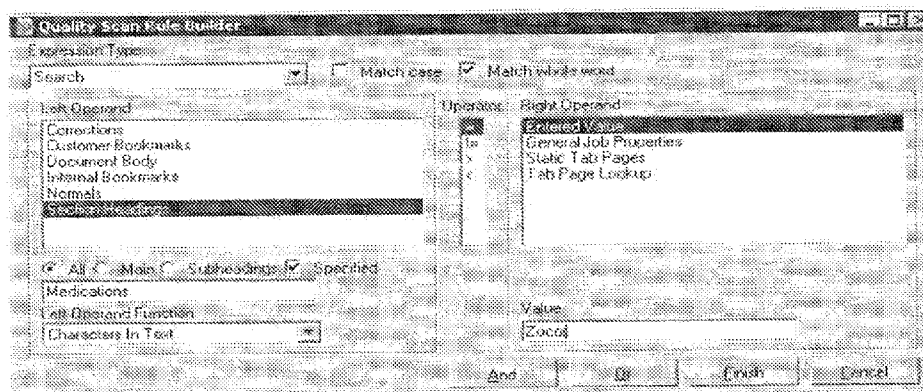 Quality Scan Rule Builder
Expression Type
Search
Match case
Match whole word
Left Operand
Corrections
Customer Bookmarks
Document Body
Internal Bookmarks
Normals
Section Headings
All Main Subheadings Specified
Medications
Left Operand Function
Characters In Text
Operator
=
>
<
Right Operand
Entered Value
General Job Properties
Static Tab Pages
Tab Page Lookup
Value
Zocol
And Or Finish Cancel